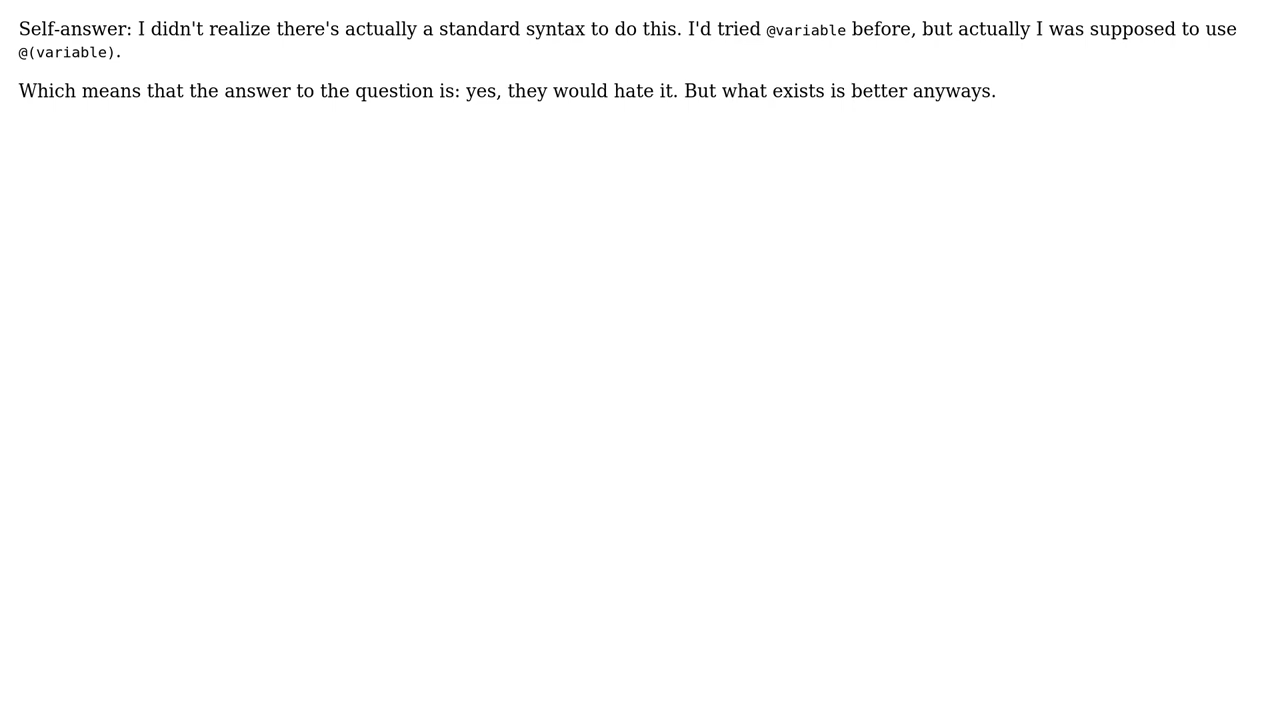 Self-answer: I didn't realize there's actually a standard syntax to do this. I'd tried @variable before, but actually I was supposed to use
@(variable).
Which means that the answer to the question is: yes, they would hate it. But what exists is better anyways.